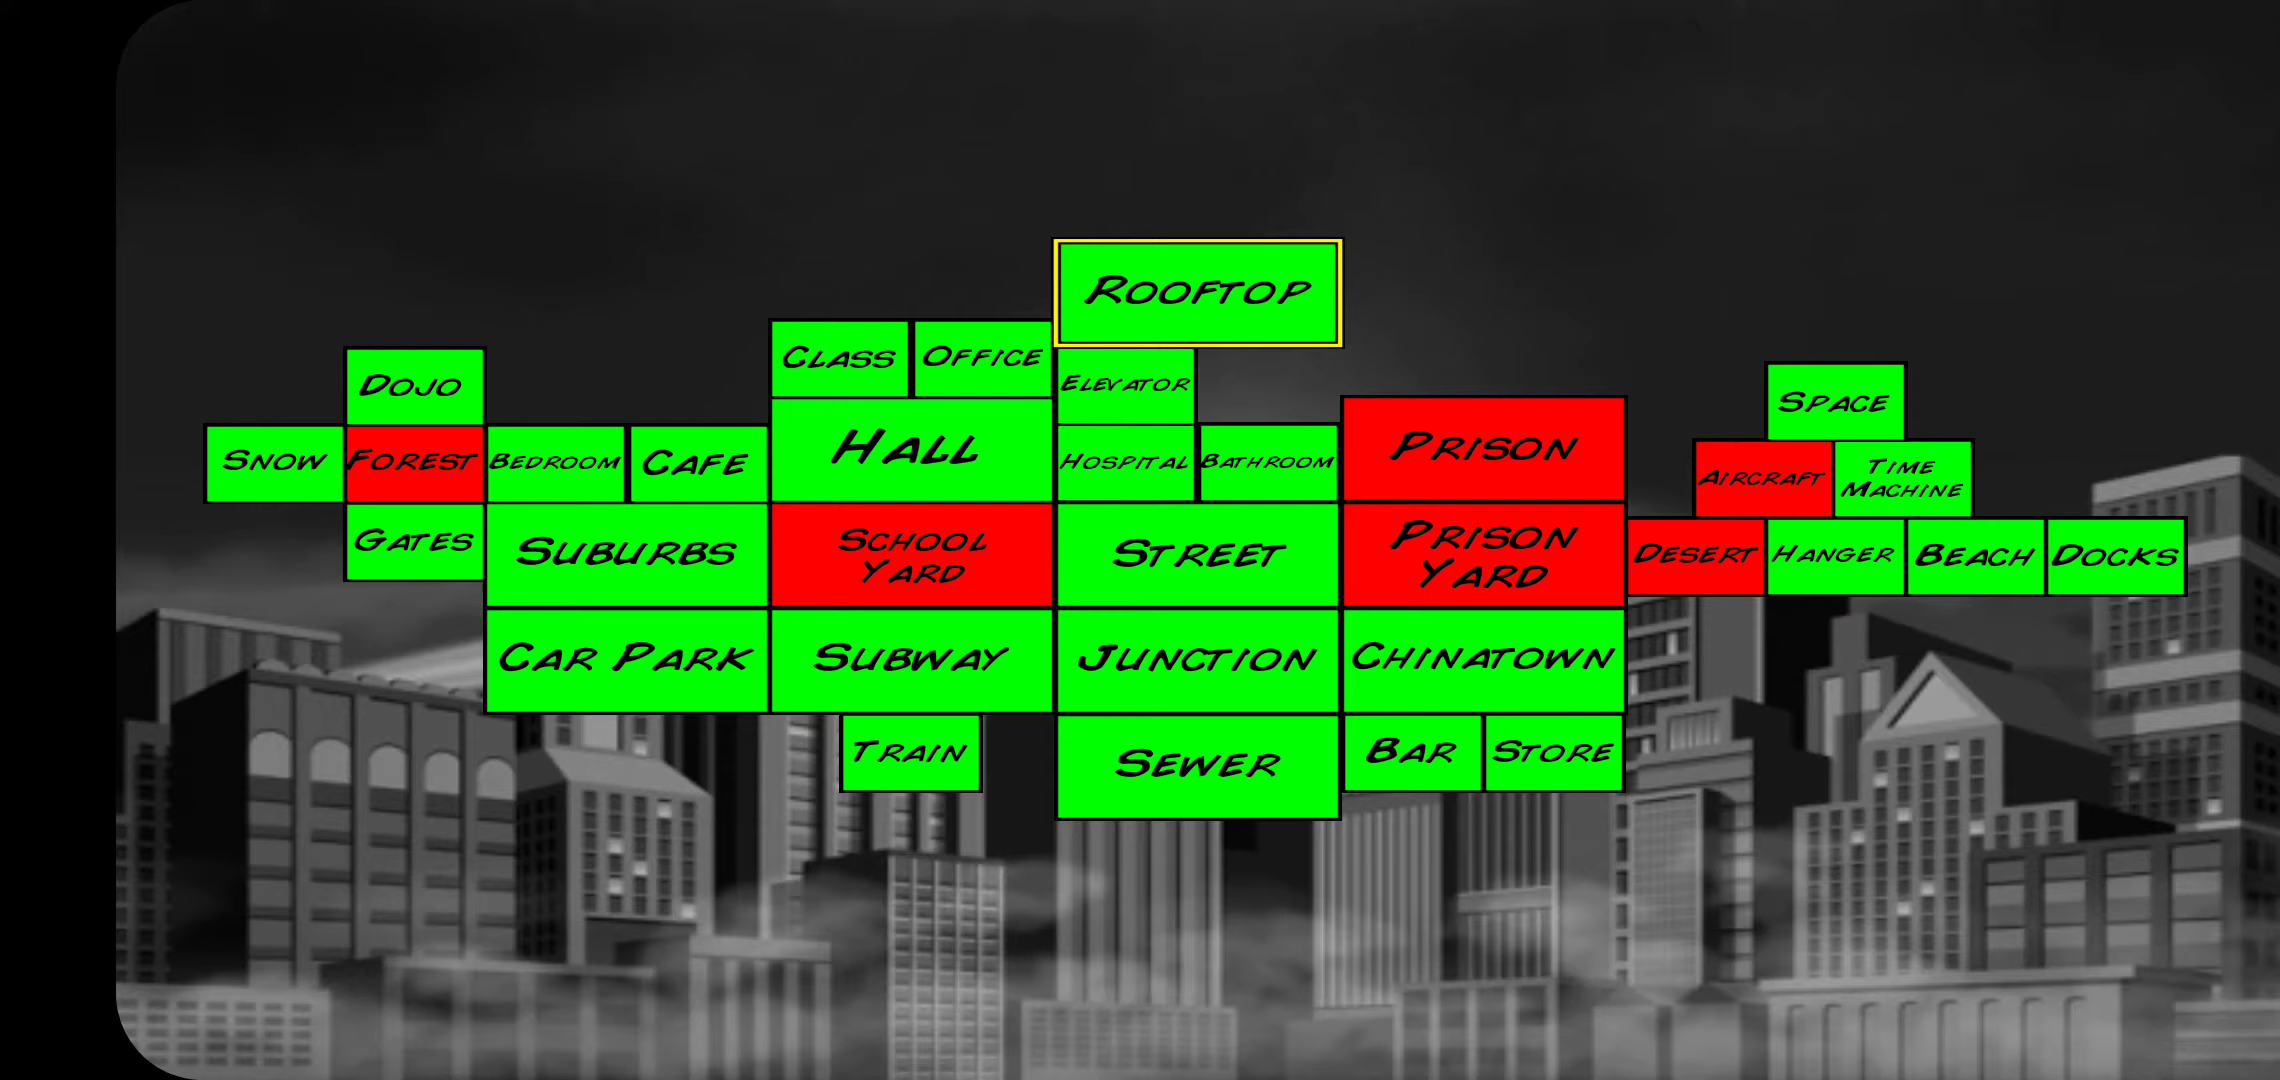 Rooftop
Class
Office
Dojo
Elevator
Space
Snow
Forest
Bedroom
Cafe
Hall
Hospital
Bathroom
Prison
Aircraft
Time
Machine
Gates
Suburbs
School
Yard
Street
Prison
Yard
Desert
Hanger
Beach
Docks
Car Park
Subway
Junction
Chinatown
Train
Sewer
Bar
Store